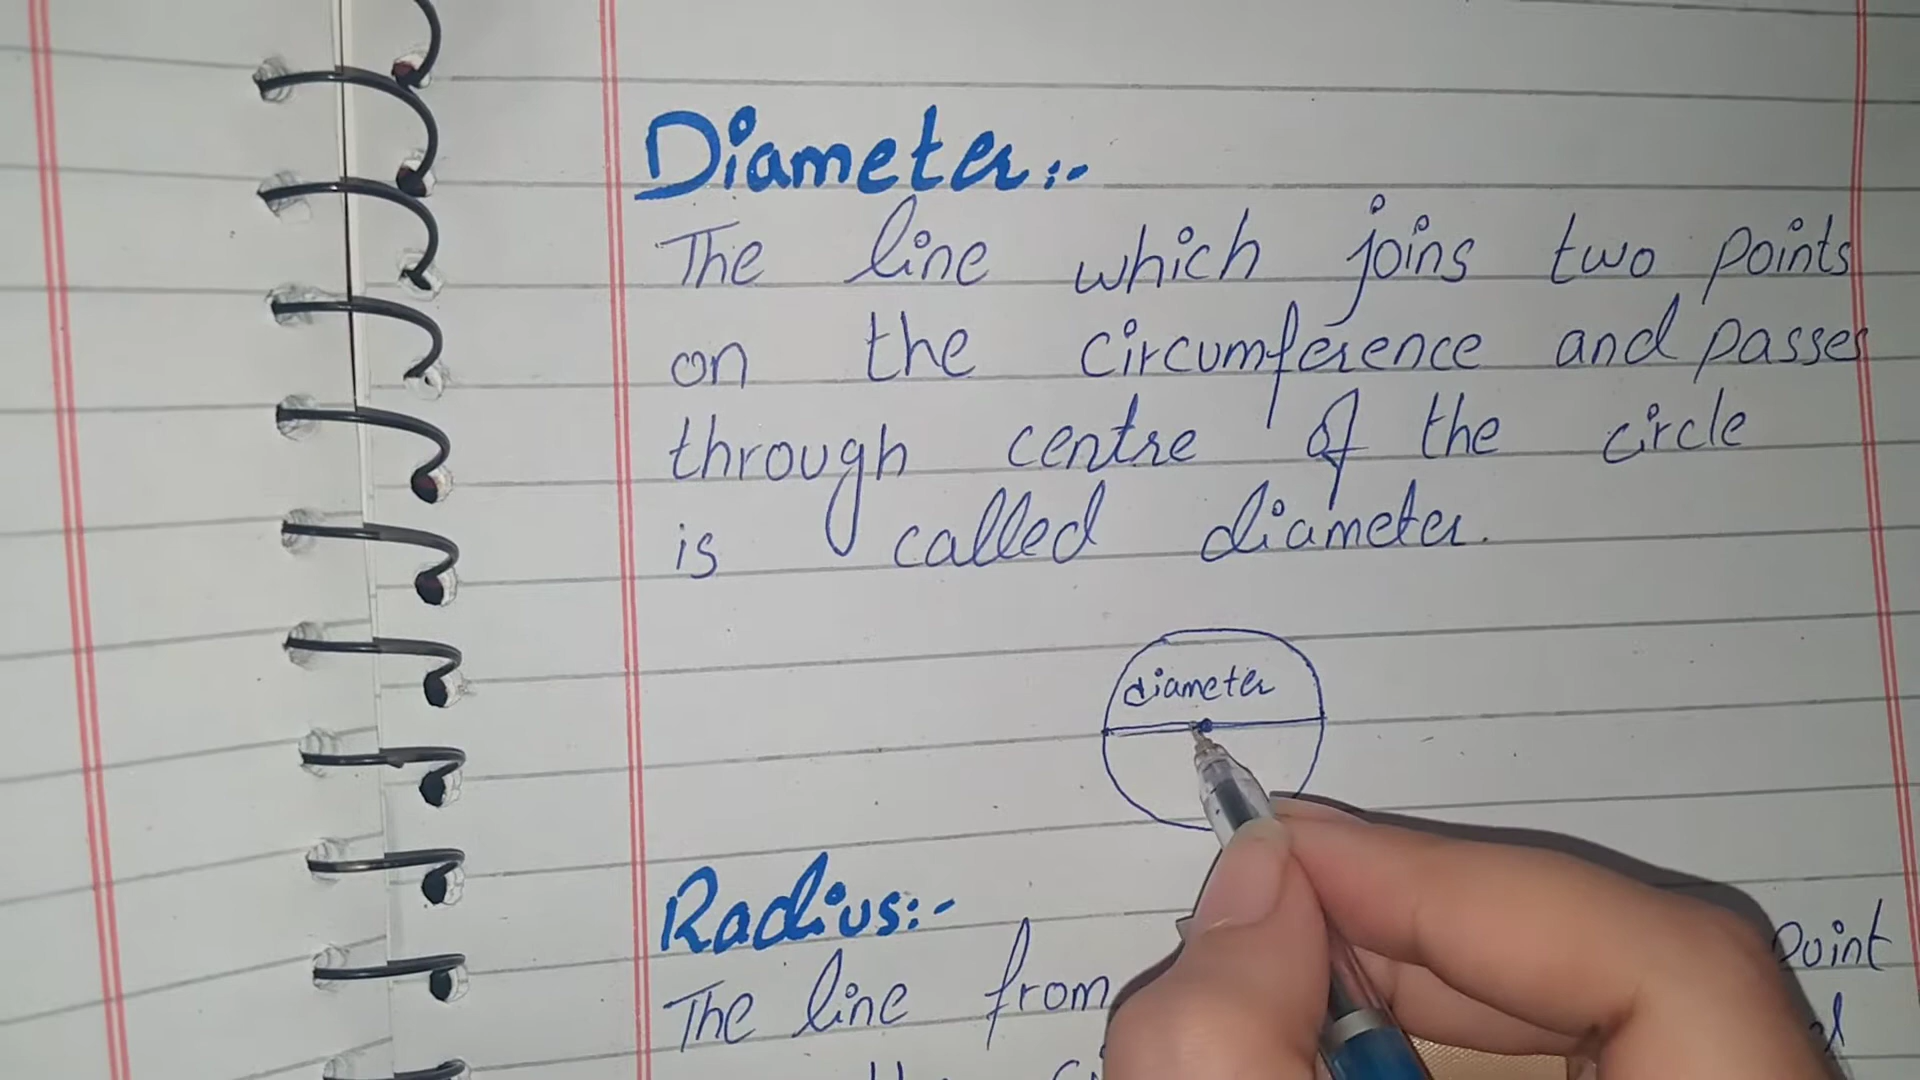 Diameter:-
The line which joins two points
on the circumference and passes
through centre of the circle
is called diameter.
diameter
Radius:-
The line from point